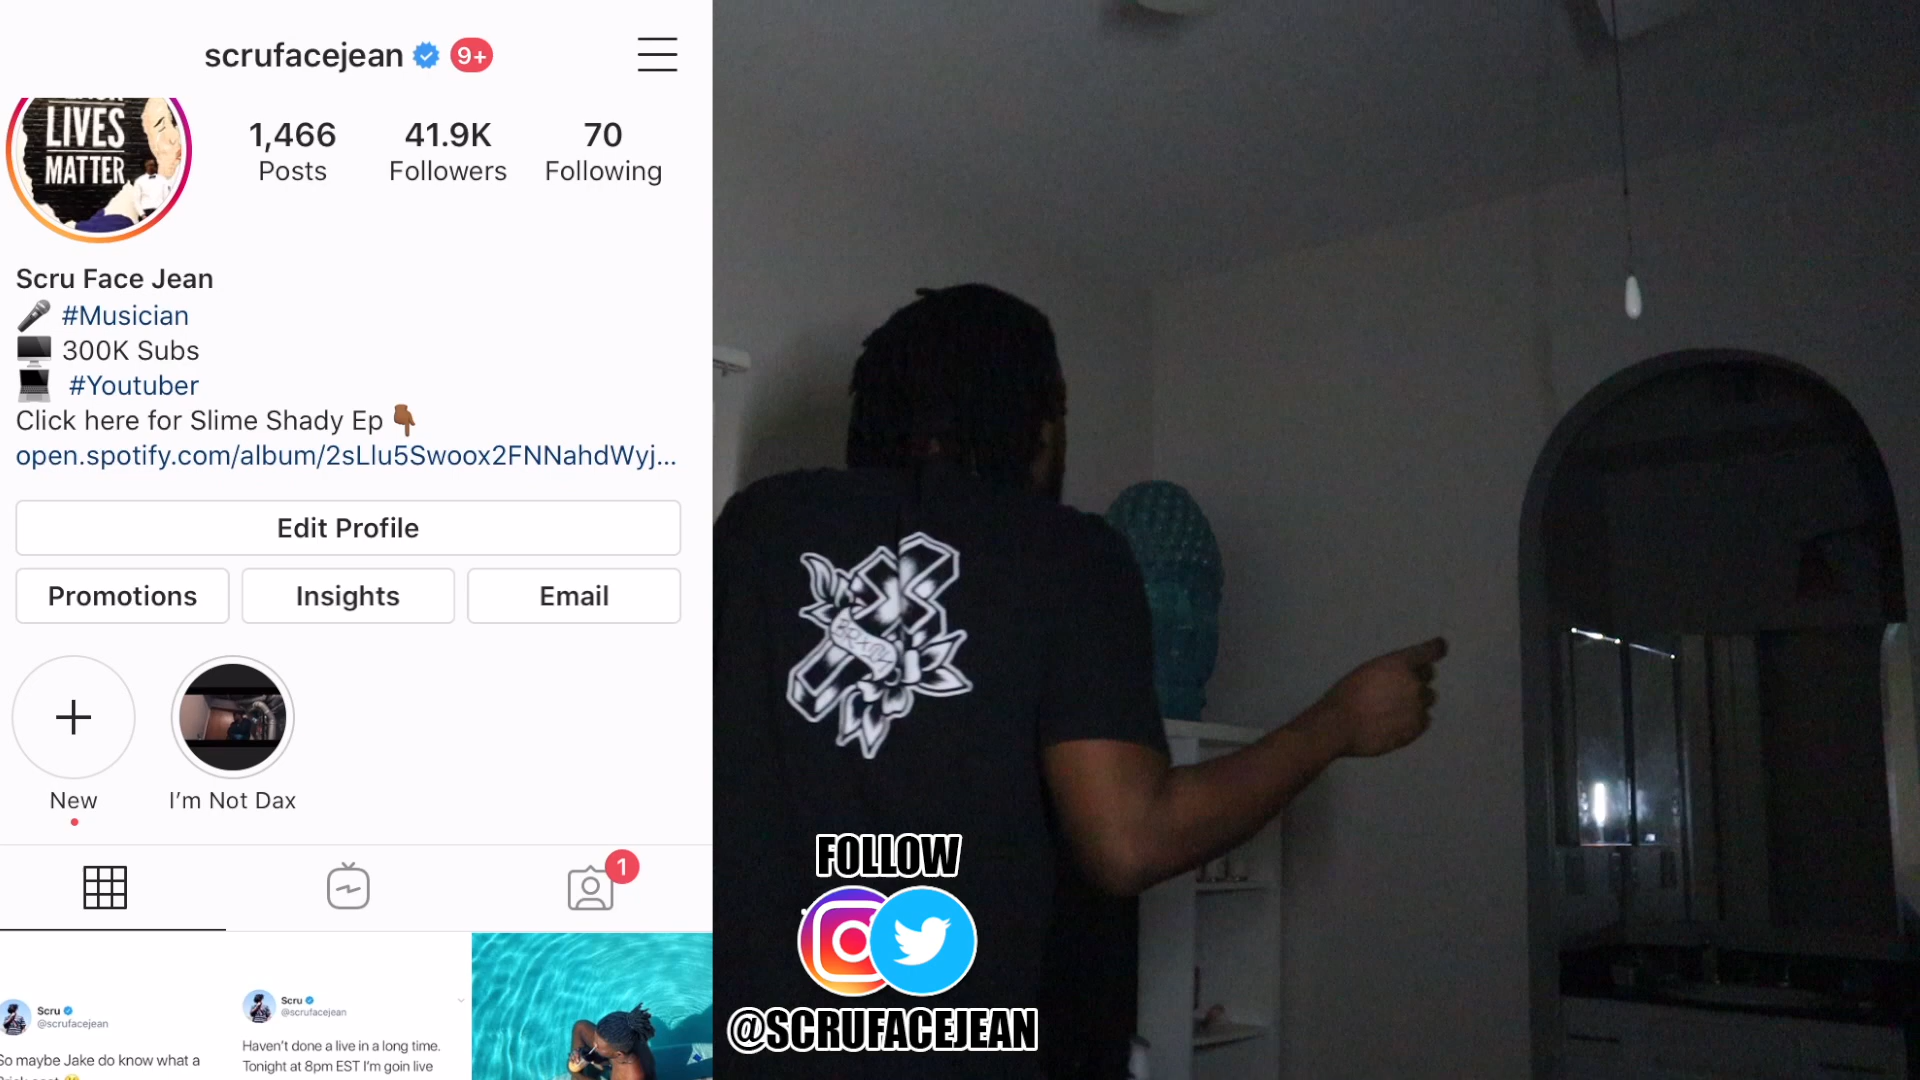 scrufacejean 9+
LIVES
MATTER
1,466 41.9K 70
Posts Followers Following
Scru Face Jean
#Musician
300K Subs
#Youtuber
Click here for Slime Shady Ep
open.spotify.com/album/2sLlu5Swoox2FNNahdWyj...
Edit Profile
Promotions Insights Email
New I’m Not Dax
1
Scru
@scrufacejean
So maybe Jake do know what a
Scru
@scrufacejean
Haven’t done a live in a long time.
Tonight at 8pm EST I’m goin live
FOLLOW
@SCRUFACEJEAN